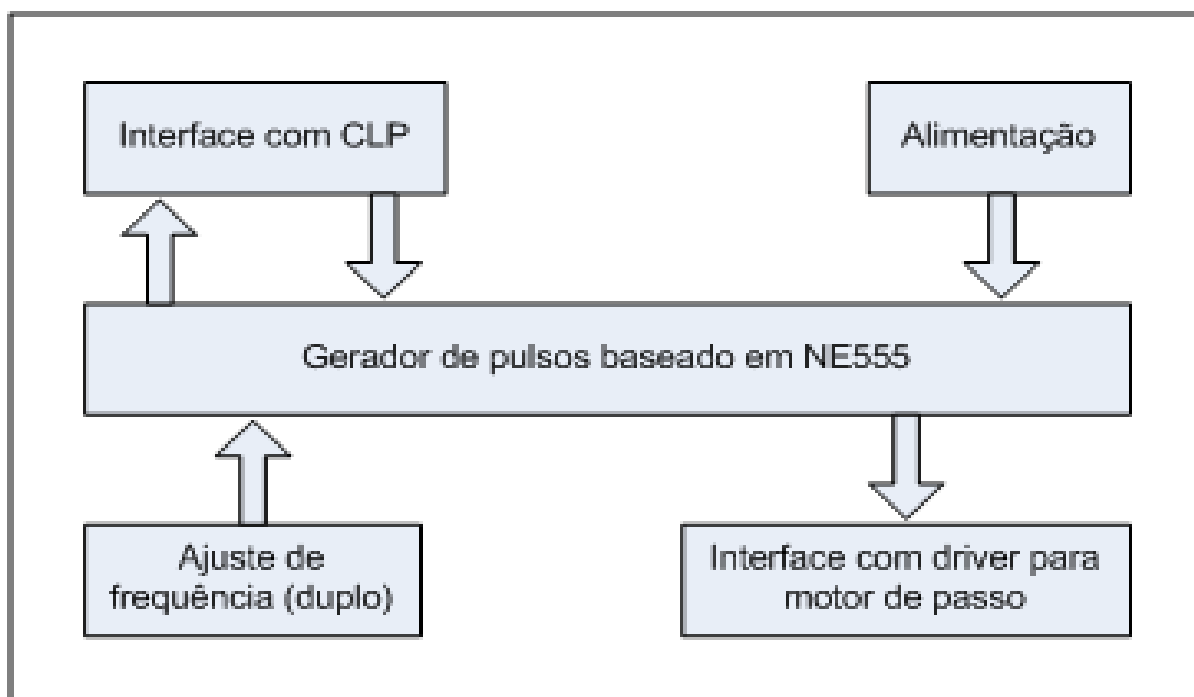 Interface com CLP
Alimentação
Gerador de pulsos baseado em NE555
Ajuste de
frequência (duplo)
Interface com driver para
motor de passo